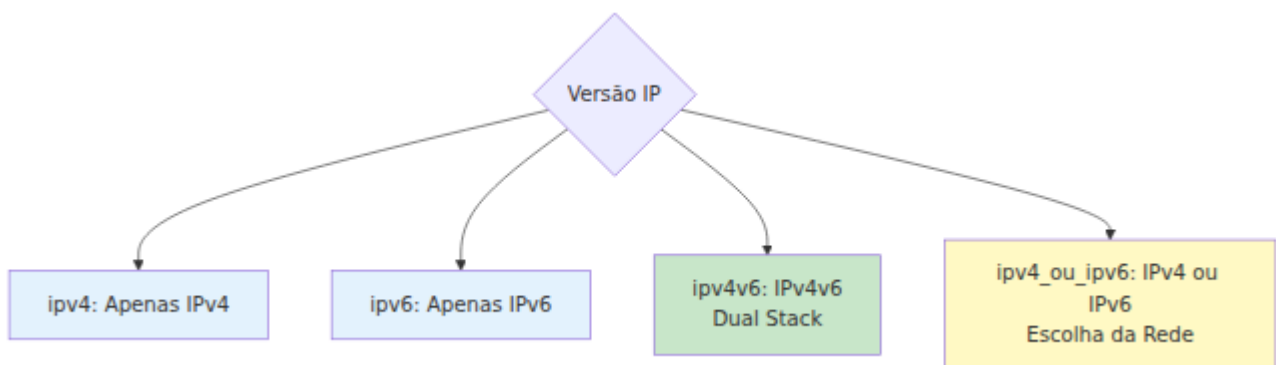 Versão IP
ipv4: Apenas IPv4
ipv6: Apenas IPv6
ipv4v6: IPv4v6
Dual Stack
ipv4_ou_ipv6: IPv4 ou
IPv6
Escolha da Rede